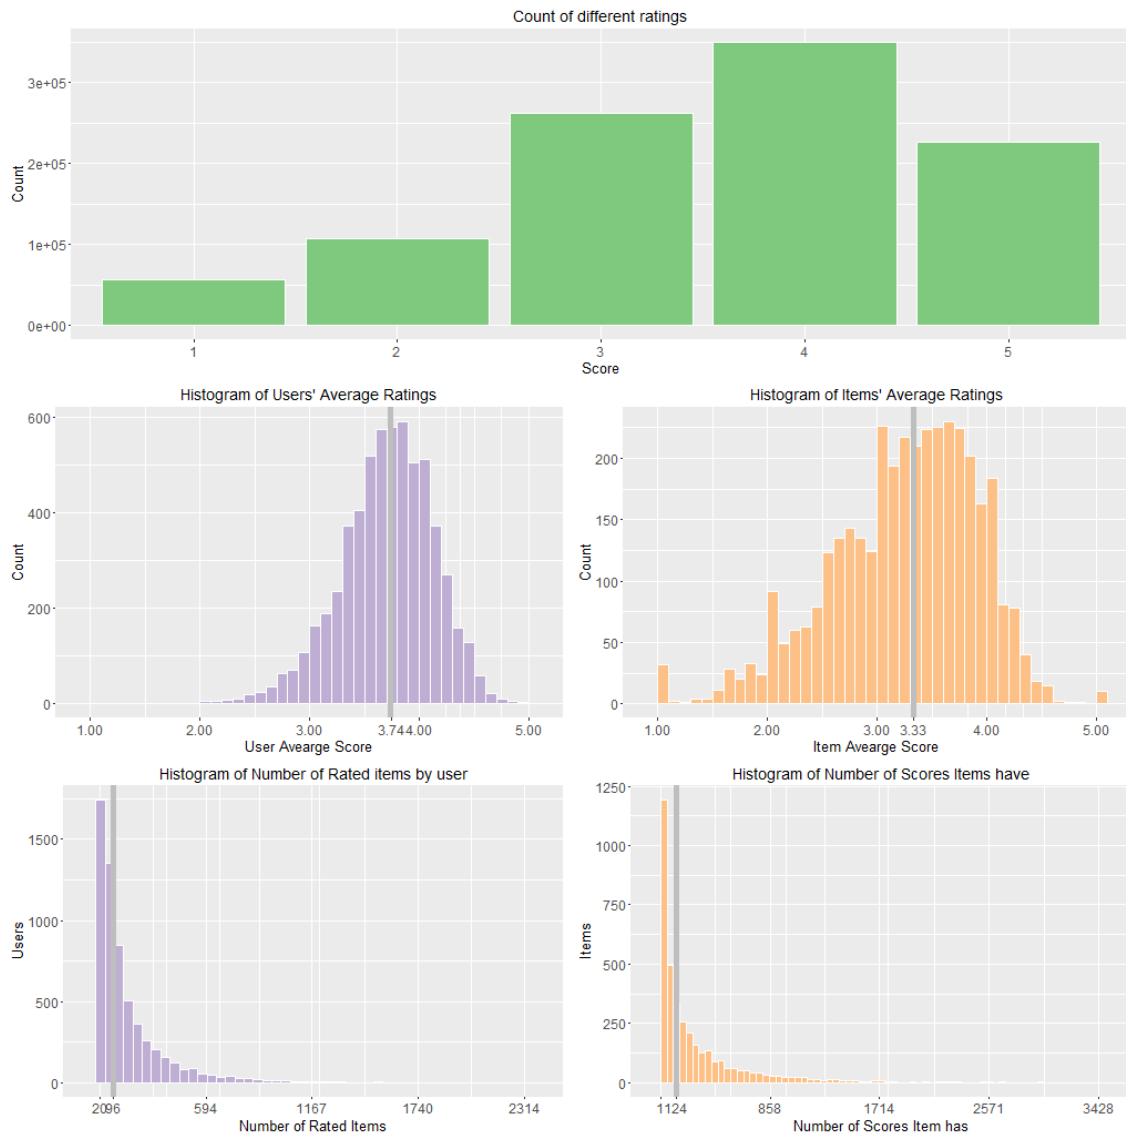 Count of different ratings
3e+05
2e+05
1e+05
0e+00
Count
1 2 3 4 5
Score
Histogram of Users' Average Ratings
600
400
200
0
Count
1.00 2.00 3.00 3.744.00 5.00
User Avearge Score
Histogram of Items' Average Ratings
200
150
100
50
0
Count
1.00 2.00 3.00 3.33 4.00 5.00
Item Avearge Score
Histogram of Number of Rated items by user
1500
1000
500
0
Users
2096 594 1167 1740 2314
Number of Rated Items
Histogram of Number of Scores Items have
1250
1000
750
500
250
0
Items
1124 858 1714 2571 3428
Number of Scores Item has